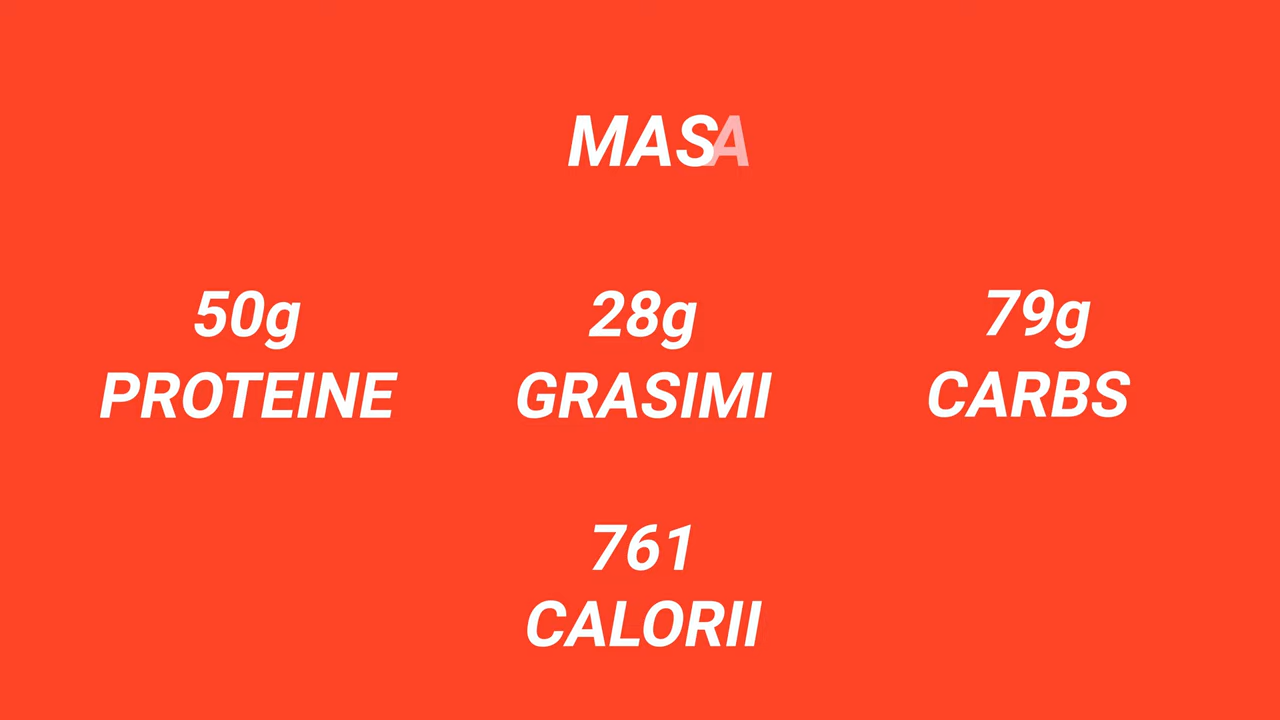 MASA
50g
PROTEINE
28g
GRASIMI
79g
CARBS
761
CALORII